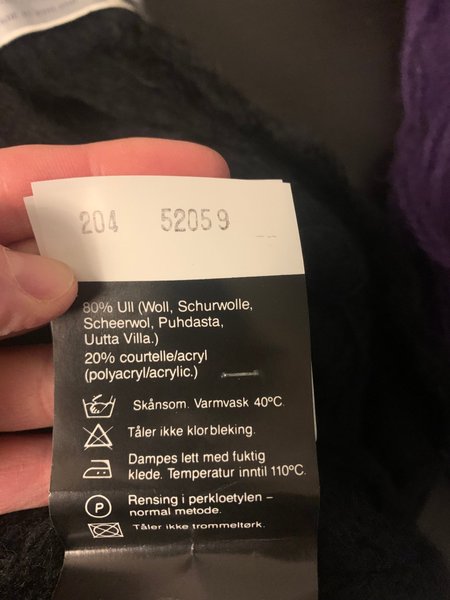 204 52059
80% Ull (Woll, Schurwolle,
Scheerwol, Puhdasta,
Uutta Villa.)
20% courtelle/acryl
(polyacryl/acrylic.)
Skånsom. Varmvask 40°C.
Tåler ikke klorbleking.
Dampes lett med fuktig
klede. Temperatur inntil 110°C.
P Rensing i perkloetylen –
normal metode.
Tåler ikke trommeltørk.